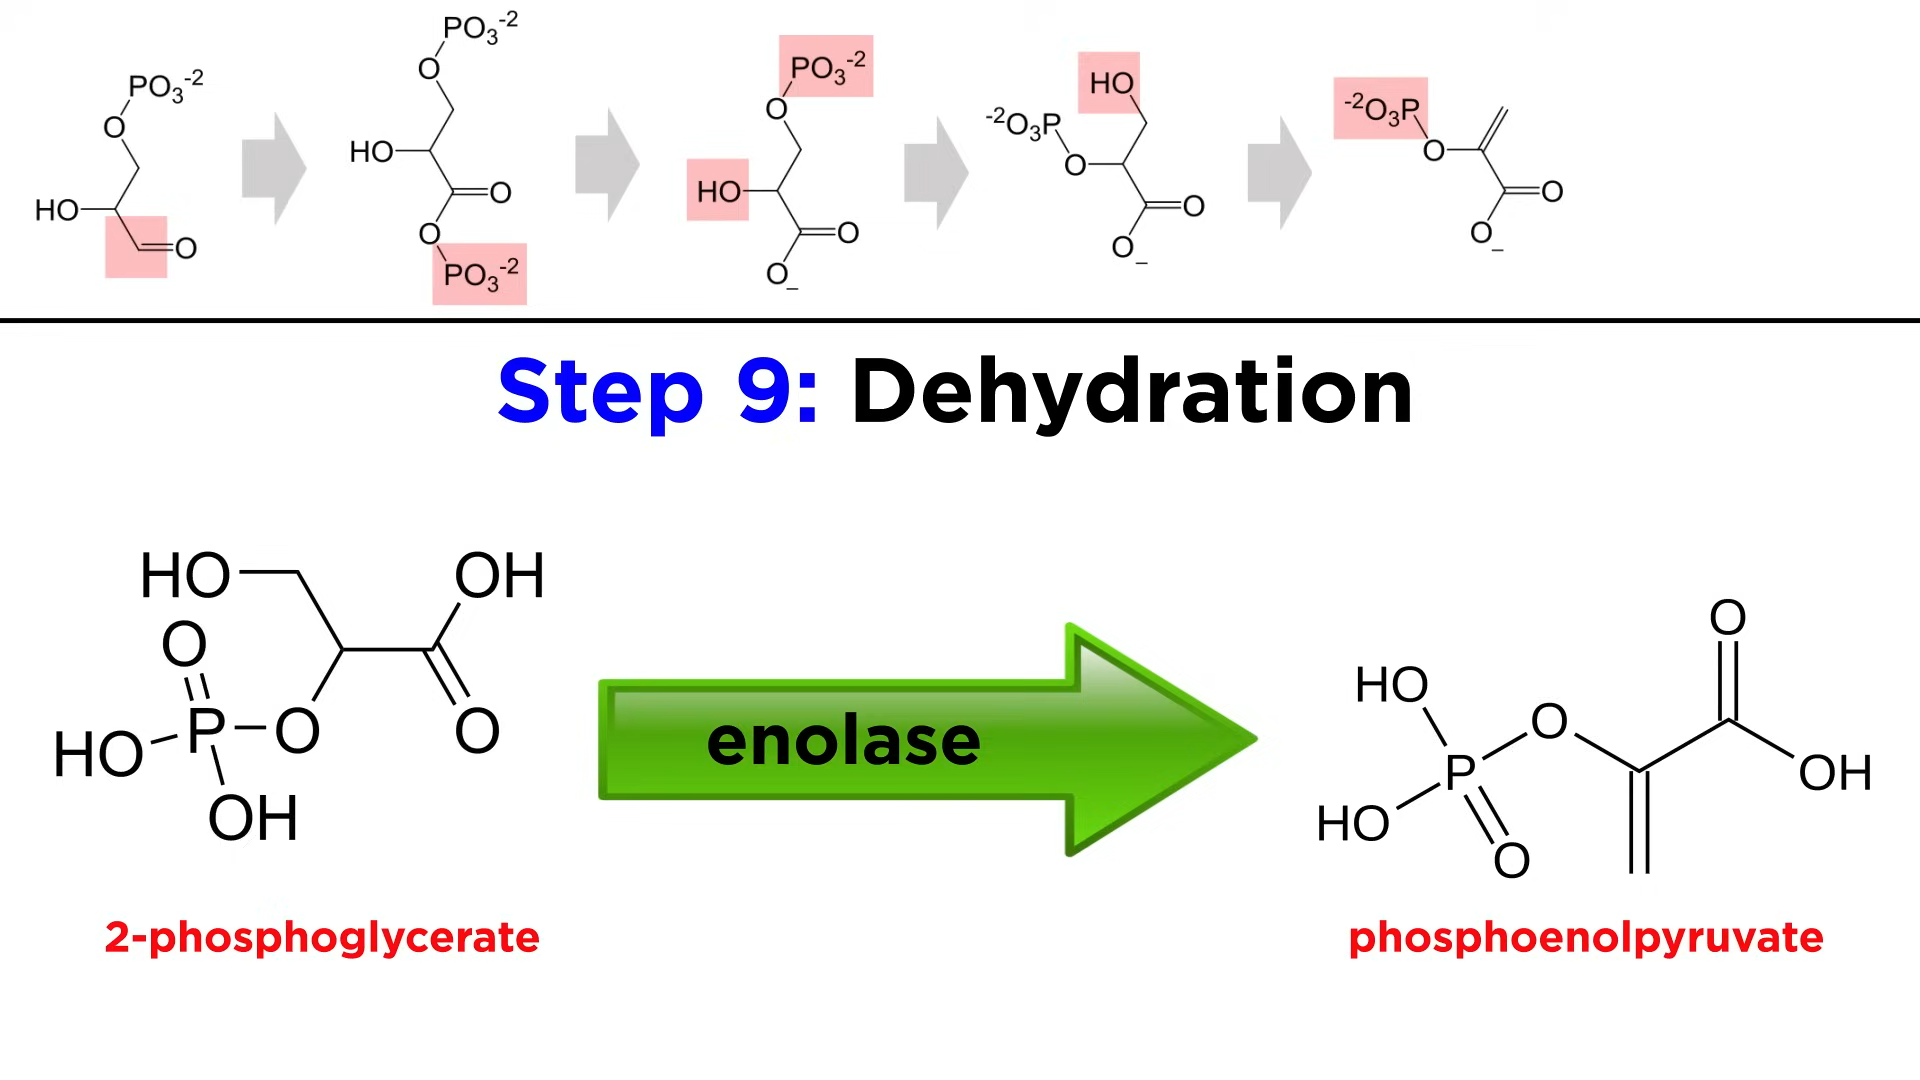 PO3-2
O
HO
O
PO3-2
O
HO
O
O
PO3-2
PO3-2
O
HO
O
O–
HO
-2O3P
O
O
O–
-2O3P
O
O
O–
Step 9: Dehydration
HO
OH
O
HO
P
O
O
OH
enolase
O
HO
O
P
OH
HO
O
2-phosphoglycerate
phosphoenolpyruvate